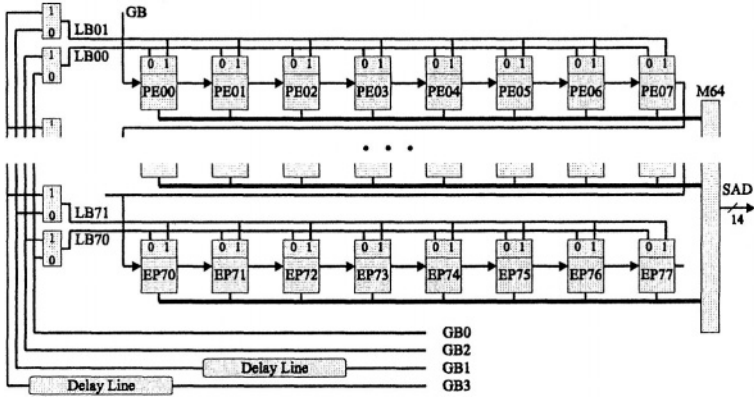 1 GB
0 LB01
1 LB00
0
0 1 0 1 0 1 0 1 0 1 0 1 0 1 0 1
PE00 PE01 PE02 PE03 PE04 PE05 PE06 PE07 M64
1
• • •
1 SAD
0 LB71 14
1 LB70
0
0 1 0 1 0 1 0 1 0 1 0 1 0 1 0 1
EP70 EP71 EP72 EP73 EP74 EP75 EP76 EP77
GB0
GB2
Delay Line GB1
Delay Line GB3